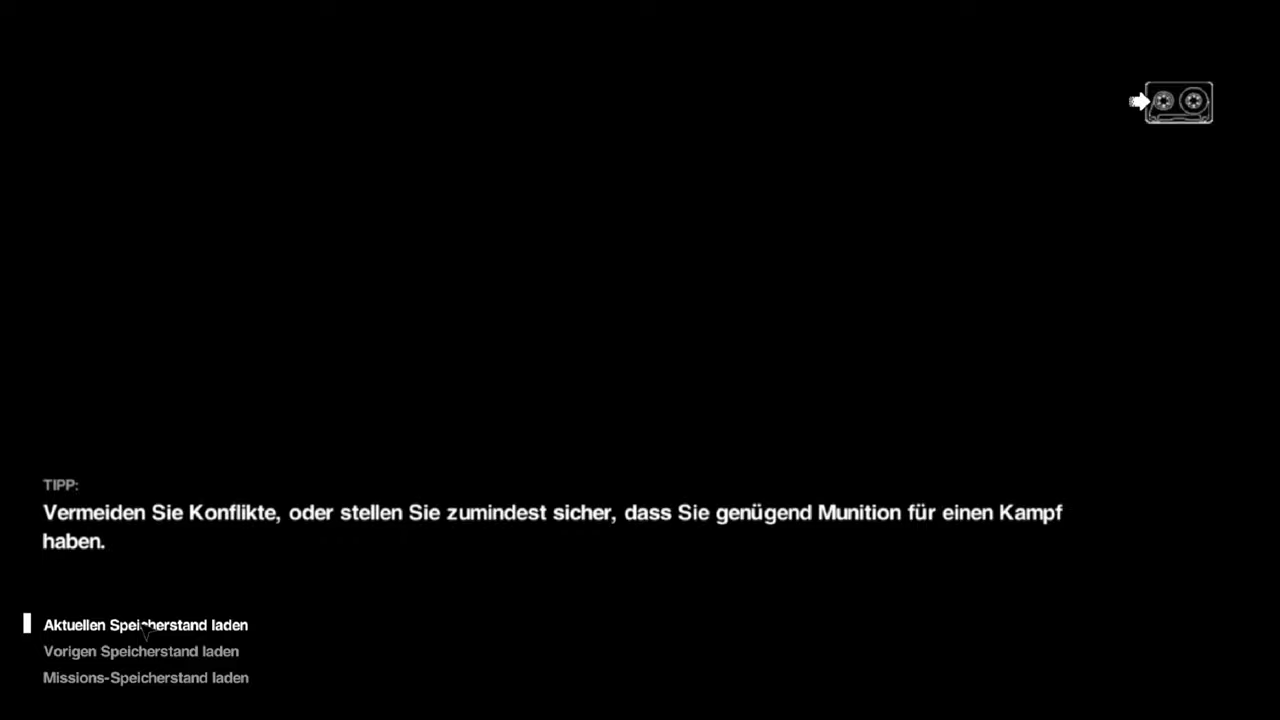 TIPP:
Vermeiden Sie Konflikte, oder stellen Sie zumindest sicher, dass Sie genügend Munition für einen Kampf
haben.
Aktuellen Speicherstand laden
Vorigen Speicherstand laden
Missions-Speicherstand laden